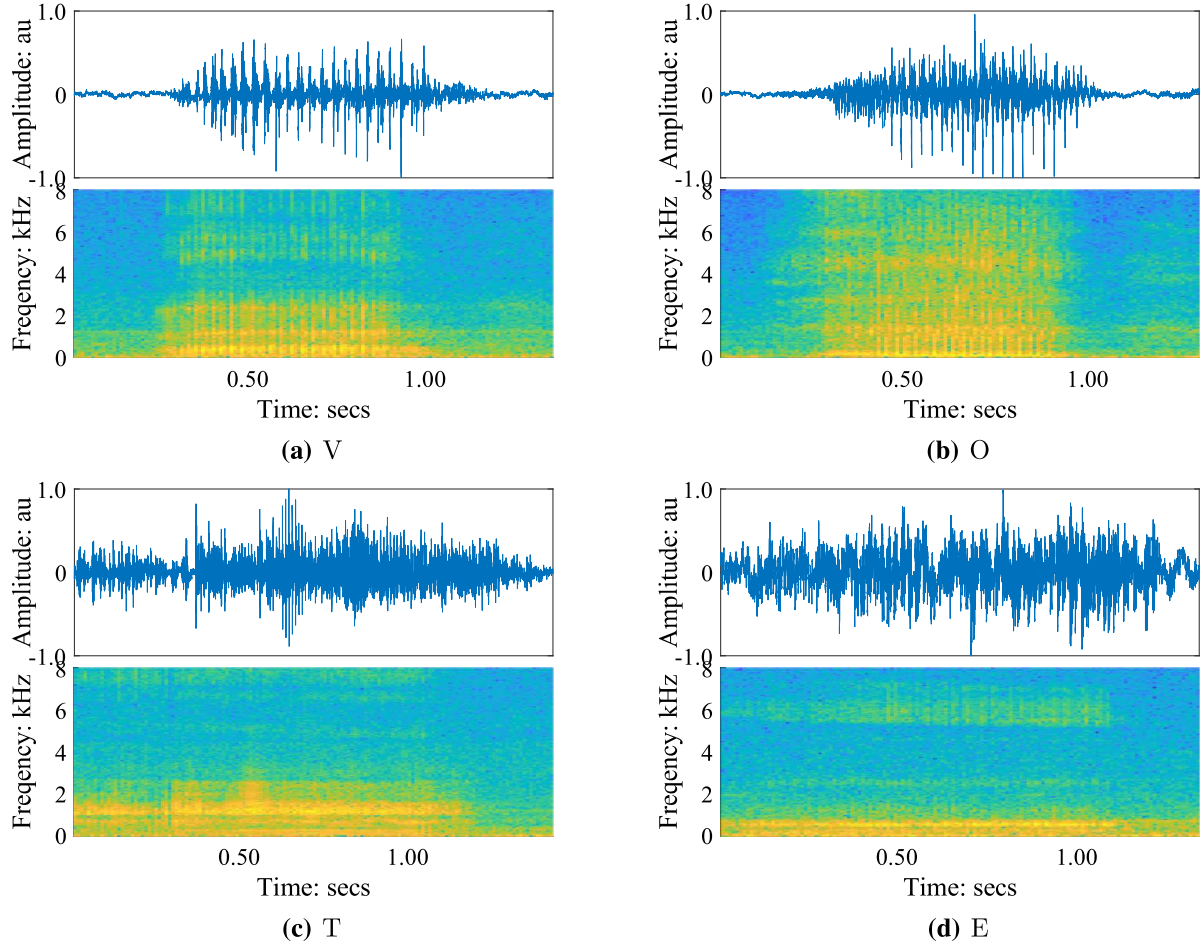 1.0 1.0
Amplitude: au Amplitude: au
0 0
-1.0 -1.0
8 8
Freqency: kHz Freqency: kHz
6 6
4 4
2 2
0 0
0.50 1.00 0.50 1.00
Time: secs Time: secs
(a) V (b) O
1.0 1.0
Amplitude: au Amplitude: au
0 0
-1.0 -1.0
8 8
Freqency: kHz Freqency: kHz
6 6
4 4
2 2
0 0
0.50 1.00 0.50 1.00
Time: secs Time: secs
(c) T (d) E